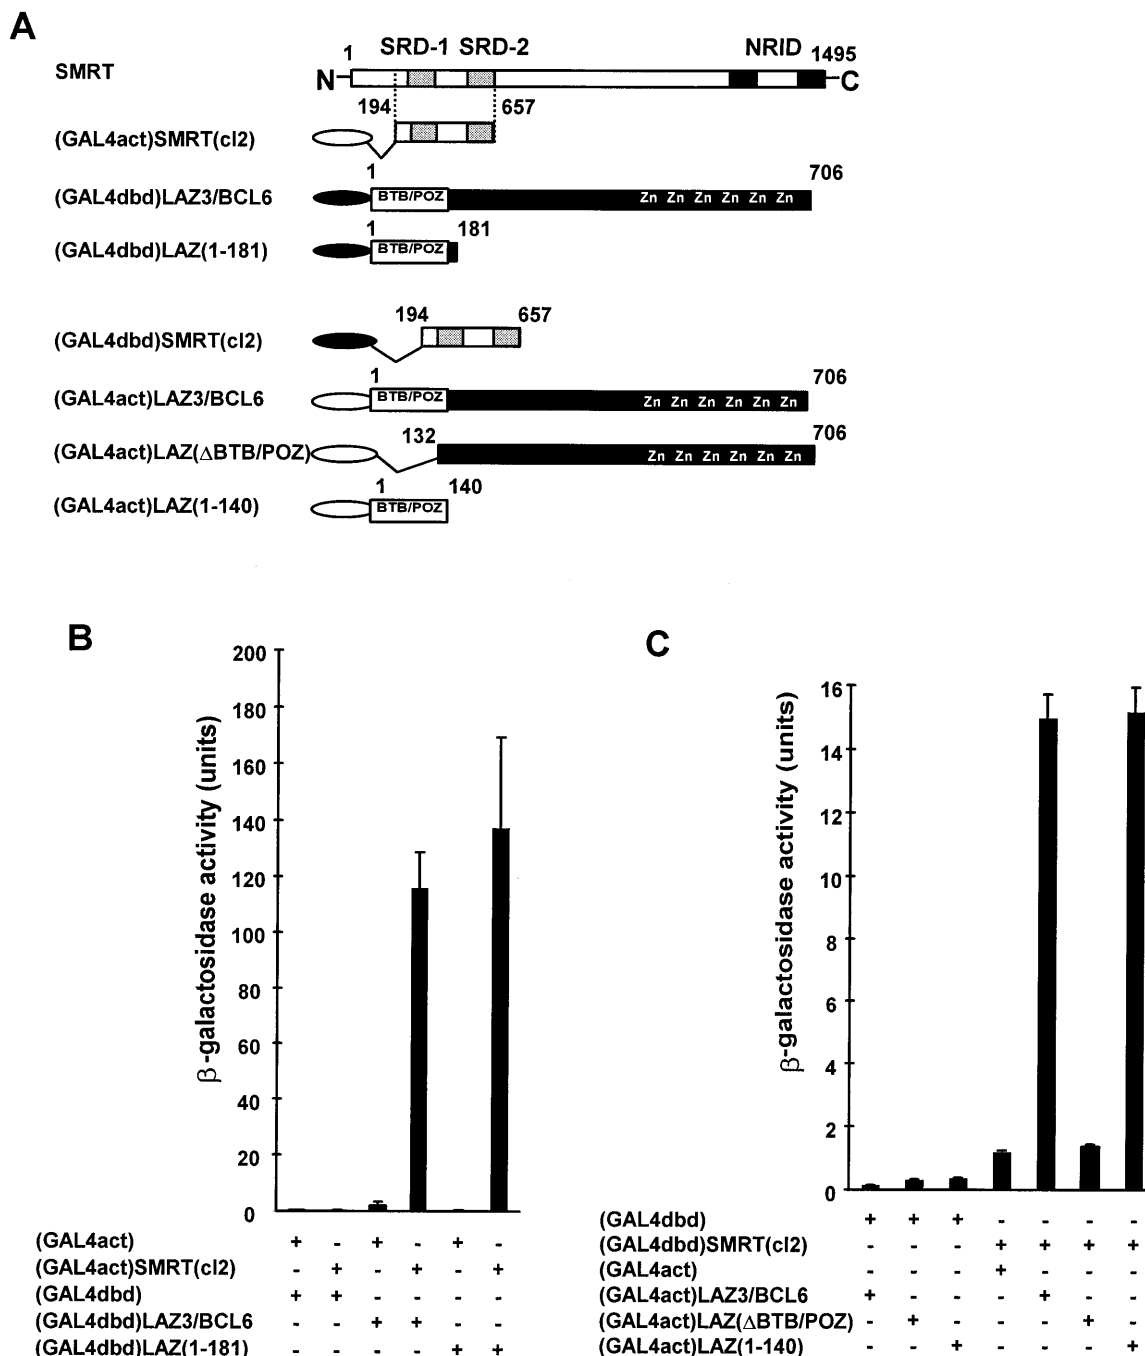 A
SMRT
1 SRD-1 SRD-2 NRID 1495
N C
194 657
(GAL4act)SMRT(cl2)
1 706
(GAL4dbd)LAZ3/BCL6 BTB/POZ Zn Zn Zn Zn Zn Zn
1 181
(GAL4dbd)LAZ(1-181) BTB/POZ
194 657
(GAL4dbd)SMRT(cl2)
1 706
(GAL4act)LAZ3/BCL6 BTB/POZ Zn Zn Zn Zn Zn Zn
132 706
(GAL4act)LAZ(ΔBTB/POZ) Zn Zn Zn Zn Zn Zn
1 140
(GAL4act)LAZ(1-140) BTB/POZ
B
β-galactosidase activity (units)
200
180
160
140
120
100
80
60
40
20
0
(GAL4act) + - + - + -
(GAL4act)SMRT(cl2) - + - + - +
(GAL4dbd) + + - - - -
(GAL4dbd)LAZ3/BCL6 - - + + - -
(GAL4dbd)LAZ(1-181) - - - - + +
C
β-galactosidase activity (units)
16
14
12
10
8
6
4
2
0
(GAL4dbd) + + + - - - -
(GAL4dbd)SMRT(cl2) - - - + + + +
(GAL4act) - - - + - - -
(GAL4act)LAZ3/BCL6 + - - - + - -
(GAL4act)LAZ(ΔBTB/POZ) - + - - - + -
(GAL4act)LAZ(1-140) - - + - - - +